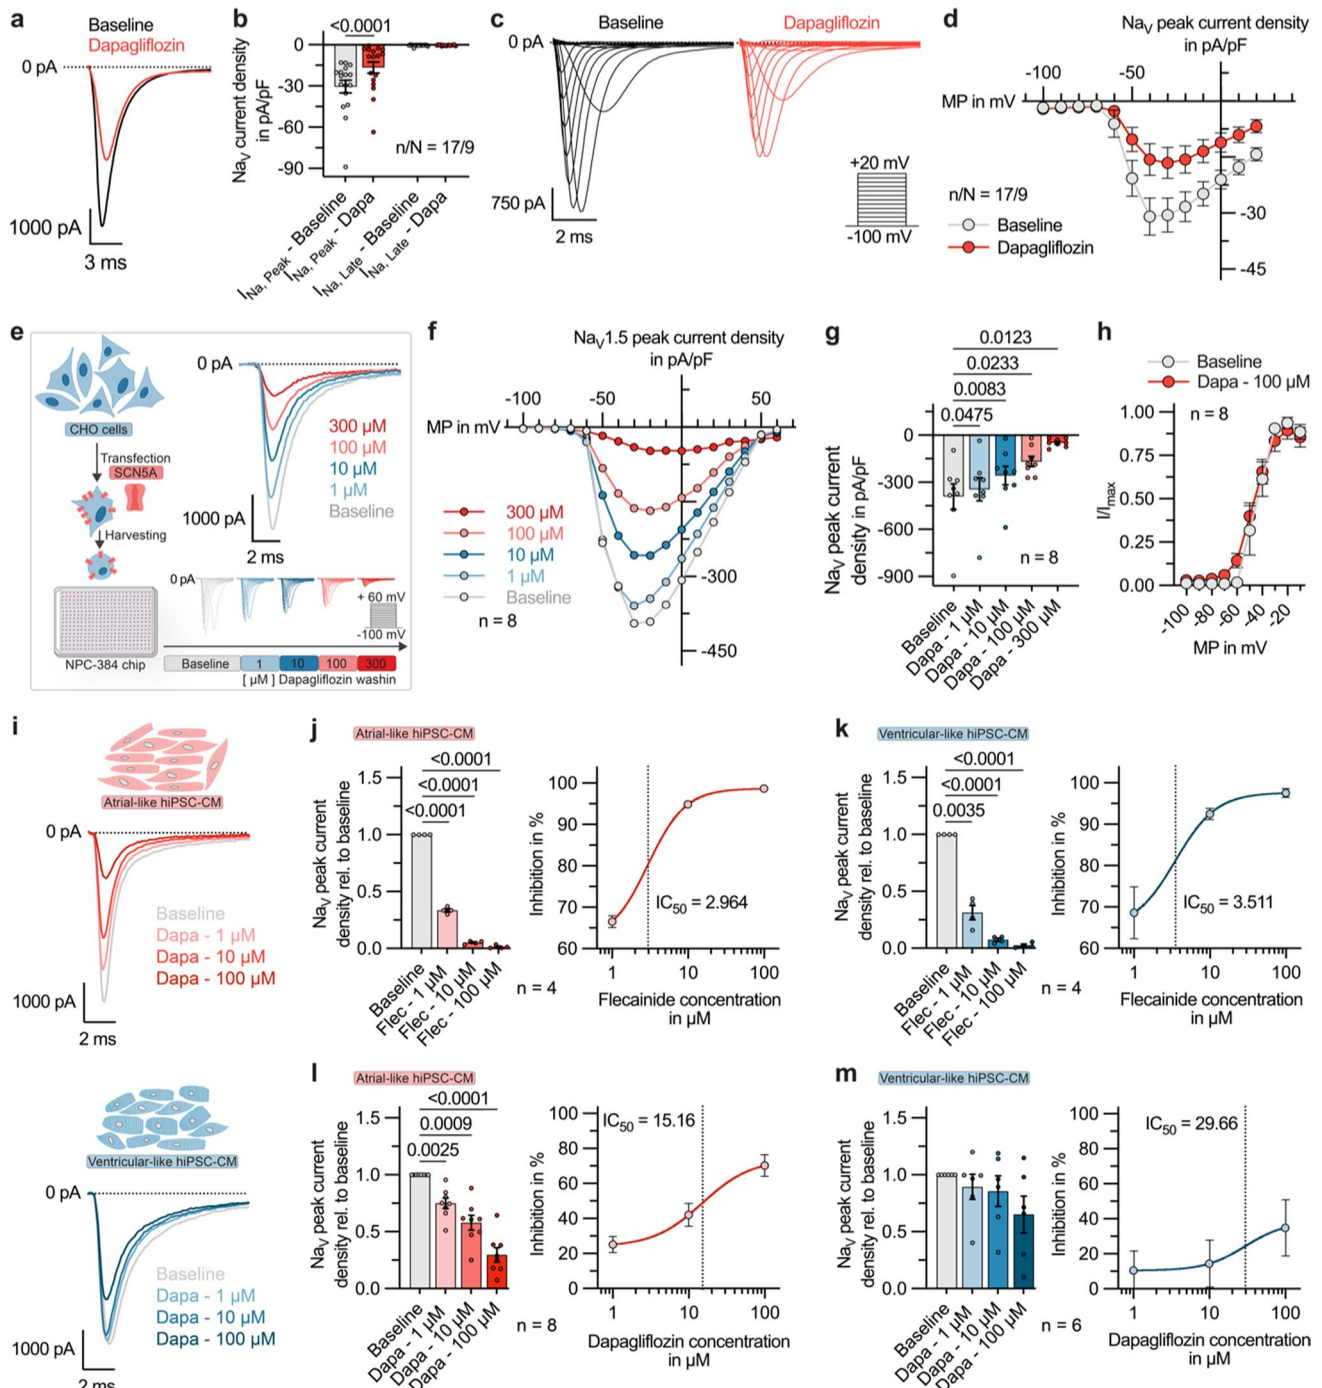 a
Baseline
Dapagliflozin
0 pA
1000 pA
3 ms
b
<0.0001
NaV current density
in pA/pF
0
-30
-60
-90
n/N = 17/9
INa, Peak - Baseline
INa, Peak - Dapa
INa, Late - Baseline
INa, Late - Dapa
c
Baseline
Dapagliflozin
0 pA
750 pA
2 ms
+20 mV
-100 mV
d
NaV peak current density
in pA/pF
-100
-50
MP in mV
-30
-45
n/N = 17/9
Baseline
Dapagliflozin
e
CHO cells
Transfection
SCN5A
Harvesting
NPC-384 chip
0 pA
300 µM
100 µM
10 µM
1 µM
Baseline
1000 pA
2 ms
0 pA
+ 60 mV
-100 mV
Baseline
1
10
100
300
[ µM ] Dapagliflozin washin
f
NaV1.5 peak current density
in pA/pF
-100
-50
50
MP in mV
-300
-450
300 µM
100 µM
10 µM
1 µM
Baseline
n = 8
g
0.0123
0.0233
0.0083
0.0475
NaV peak current
density in pA/pF
0
-300
-600
-900
n = 8
Baseline
Dapa - 1 µM
Dapa - 10 µM
Dapa - 100 µM
Dapa - 300 µM
h
Baseline
Dapa - 100 µM
n = 8
I/Imax
1.00
0.75
0.50
0.25
0.00
-100
-80
-60
-40
-20
MP in mV
i
Atrial-like hiPSC-CM
0 pA
Baseline
Dapa - 1 µM
Dapa - 10 µM
Dapa - 100 µM
1000 pA
2 ms
Ventricular-like hiPSC-CM
0 pA
Baseline
Dapa - 1 µM
Dapa - 10 µM
Dapa - 100 µM
1000 pA
2 ms
j
Atrial-like hiPSC-CM
<0.0001
<0.0001
<0.0001
NaV peak current
density rel. to baseline
1.5
1.0
0.5
0.0
Baseline
Flec - 1 µM
Flec - 10 µM
Flec - 100 µM
n = 4
Inhibition in %
100
90
80
70
60
IC50 = 2.964
1
10
100
Flecainide concentration
in µM
k
Ventricular-like hiPSC-CM
<0.0001
<0.0001
0.0035
NaV peak current
density rel. to baseline
1.5
1.0
0.5
0.0
Baseline
Flec - 1 µM
Flec - 10 µM
Flec - 100 µM
n = 4
Inhibition in %
100
90
80
70
60
IC50 = 3.511
1
10
100
Flecainide concentration
in µM
l
Atrial-like hiPSC-CM
<0.0001
0.0009
0.0025
NaV peak current
density rel. to baseline
1.5
1.0
0.5
0.0
Baseline
Dapa - 1 µM
Dapa - 10 µM
Dapa - 100 µM
n = 8
Inhibition in %
100
80
60
40
20
0
IC50 = 15.16
1
10
100
Dapagliflozin concentration
in µM
m
Ventricular-like hiPSC-CM
NaV peak current
density rel. to baseline
1.5
1.0
0.5
0.0
Baseline
Dapa - 1 µM
Dapa - 10 µM
Dapa - 100 µM
n = 6
Inhibition in %
100
80
60
40
20
0
IC50 = 29.66
1
10
100
Dapagliflozin concentration
in µM